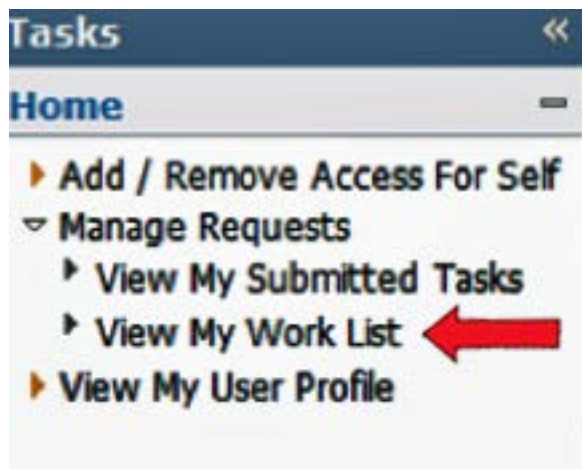 Tasks
Home
Add / Remove Access For Self
Manage Requests
View My Submitted Tasks
View My Work List
View My User Profile